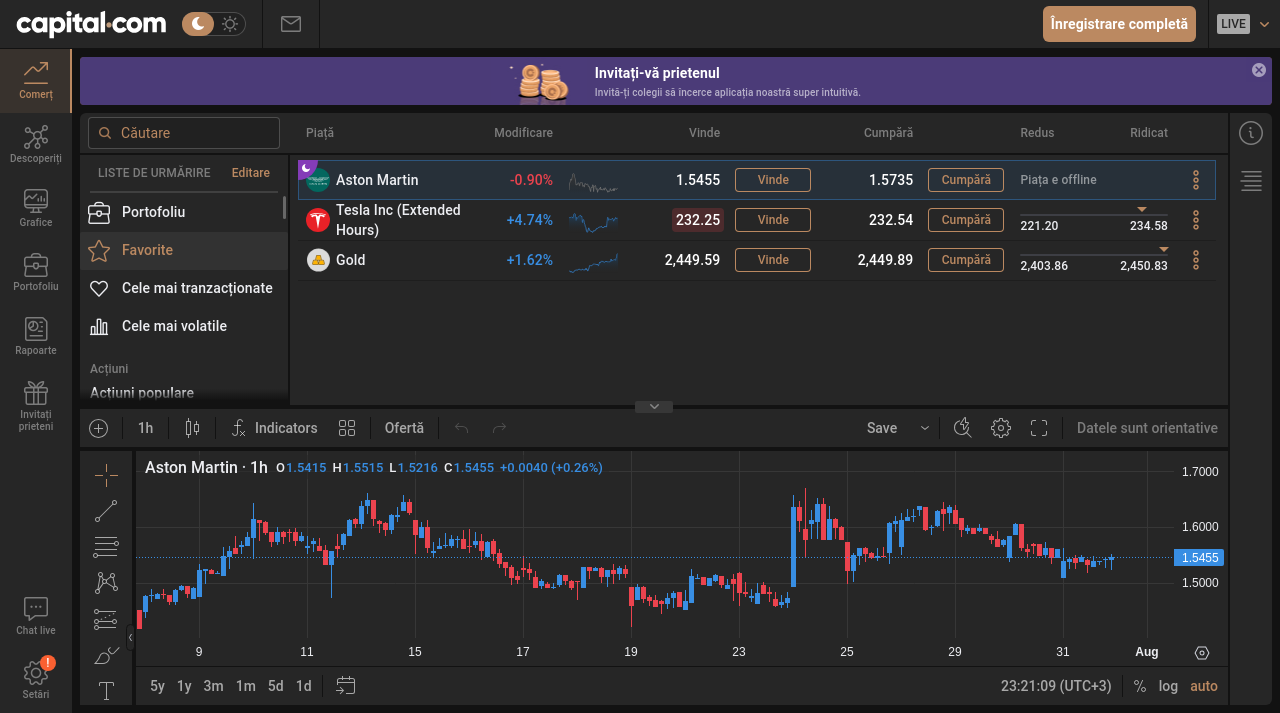 capital.com
Înregistrare completă
LIVE
Comerț
Descoperiți
Grafice
Portofoliu
Rapoarte
Invitați
prieteni
Chat live
Setări
Invitați-vă prietenul
Invită-ți colegii să încerce aplicația noastră super intuitivă.
Căutare
Piață Modificare Vinde Cumpără Redus Ridicat
LISTE DE URMĂRIRE Editare
Portofoliu
Favorite
Cele mai tranzacționate
Cele mai volatile
Acțiuni
Acțiuni populare
Aston Martin -0.90% 1.5455 Vinde 1.5735 Cumpără Piața e offline
Tesla Inc (Extended
Hours) +4.74% 232.25 Vinde 232.54 Cumpără 221.20 234.58
Gold +1.62% 2,449.59 Vinde 2,449.89 Cumpără 2,403.86 2,450.83
1h Indicators Ofertă Save Datele sunt orientative
Aston Martin · 1h O1.5415 H1.5515 L1.5216 C1.5455 +0.0040 (+0.26%)
1.7000
1.6000
1.5455
1.5000
9 11 15 17 19 23 25 29 31 Aug
5y 1y 3m 1m 5d 1d 23:21:09 (UTC+3) % log auto